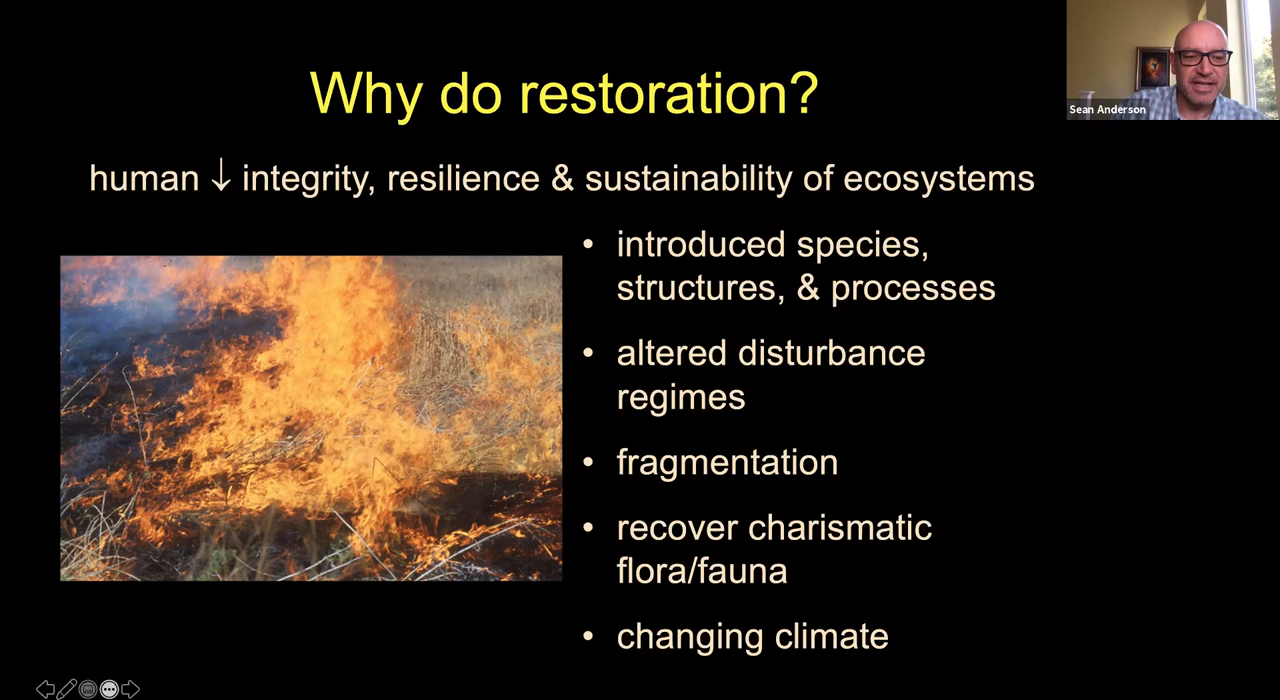 Why do restoration?
Sean Anderson
human ↓ integrity, resilience & sustainability of ecosystems
• introduced species,
structures, & processes
• altered disturbance
regimes
• fragmentation
• recover charismatic
flora/fauna
• changing climate